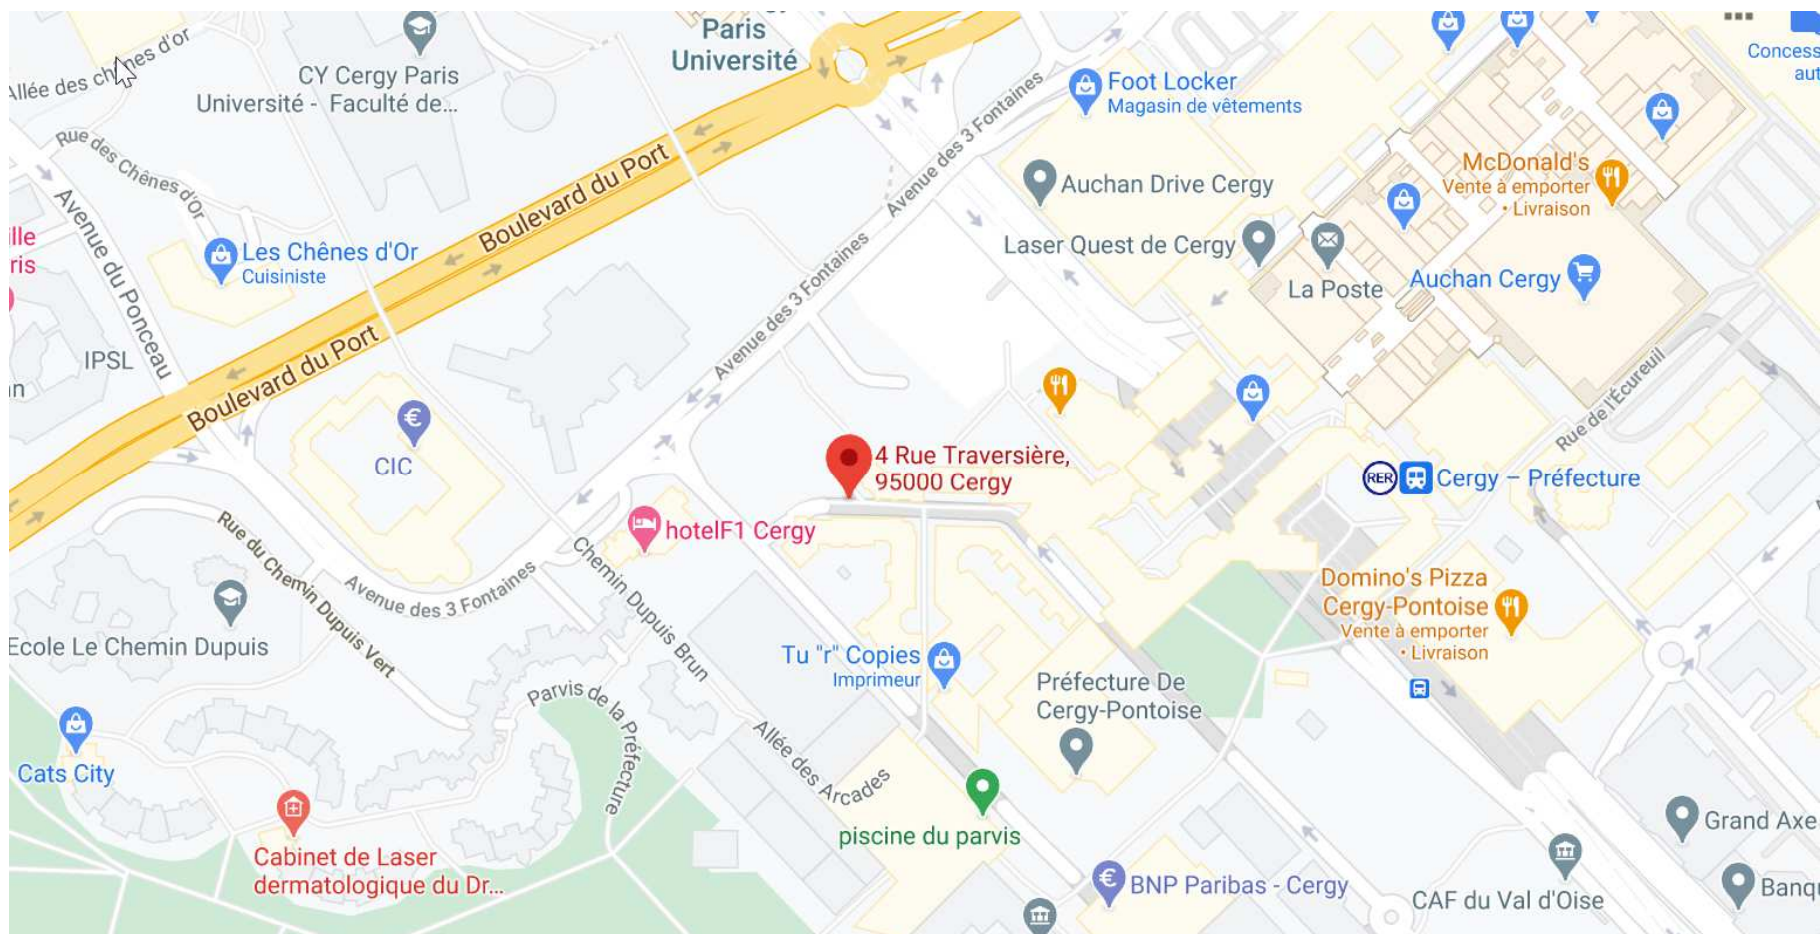 Paris
Université
Allée des chênes d'or
CY Cergy Paris
Université - Faculté de...
Rue des Chênes d'Or
Avenue du Ponceau
Les Chênes d'Or
Cuisiniste
Boulevard du Port
Boulevard du Port
Avenue des 3 Fontaines
Avenue des 3 Fontaines
Foot Locker
Magasin de vêtements
Auchan Drive Cergy
Laser Quest de Cergy
La Poste
McDonald's
Vente à emporter
• Livraison
Auchan Cergy
Concess
aut
ille
ris
IPSL
an
CIC
4 Rue Traversière,
95000 Cergy
hotelF1 Cergy
RER
Cergy – Préfecture
Rue de l'Écureuil
Rue du Chemin Dupuis Vert
Avenue des 3 Fontaines
Chemin Dupuis Brun
Ecole Le Chemin Dupuis
Domino's Pizza
Cergy-Pontoise
Vente à emporter
• Livraison
Tu "r" Copies
Imprimeur
Préfecture De
Cergy-Pontoise
Parvis de la Préfecture
Allée des Arcades
Cats City
piscine du parvis
Cabinet de Laser
dermatologique du Dr...
BNP Paribas - Cergy
CAF du Val d'Oise
Grand Axe
Banq